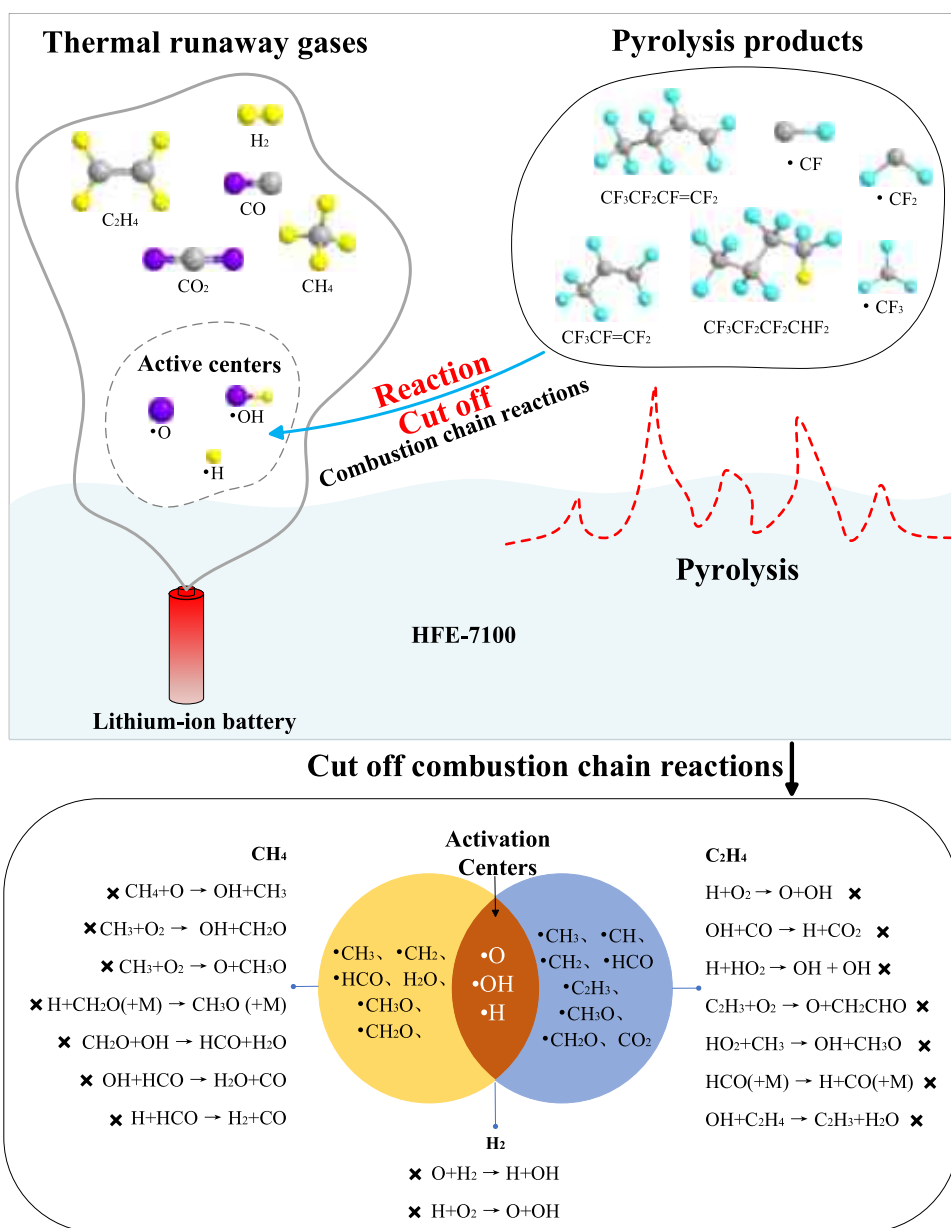 Thermal runaway gases
H₂
C₂H₄
CO
CO₂
CH₄
Active centers
•O
•OH
•H
Pyrolysis products
CF₃CF₂CF=CF₂
•CF
•CF₂
CF₃CF=CF₂
CF₃CF₂CF₂CHF₂
•CF₃
Reaction
Cut off
Combustion chain reactions
Pyrolysis
HFE-7100
Lithium-ion battery
Cut off combustion chain reactions
CH₄
× CH₄+O → OH+CH₃
× CH₃+O₂ → OH+CH₂O
× CH₃+O₂ → O+CH₃O
× H+CH₂O(+M) → CH₃O (+M)
× CH₂O+OH → HCO+H₂O
× OH+HCO → H₂O+CO
× H+HCO → H₂+CO
Activation
Centers
•CH₃、 •CH₂、
•HCO、H₂O、
•CH₃O、
•CH₂O、
•O
•OH
•H
•CH₃、 •CH、
•CH₂、 •HCO
•C₂H₃、
•CH₃O、
•CH₂O、CO₂
C₂H₄
H+O₂ → O+OH ×
OH+CO → H+CO₂ ×
H+HO₂ → OH + OH ×
C₂H₃+O₂ → O+CH₂CHO ×
HO₂+CH₃ → OH+CH₃O ×
HCO(+M) → H+CO(+M) ×
OH+C₂H₄ → C₂H₃+H₂O ×
H₂
× O+H₂ → H+OH
× H+O₂ → O+OH